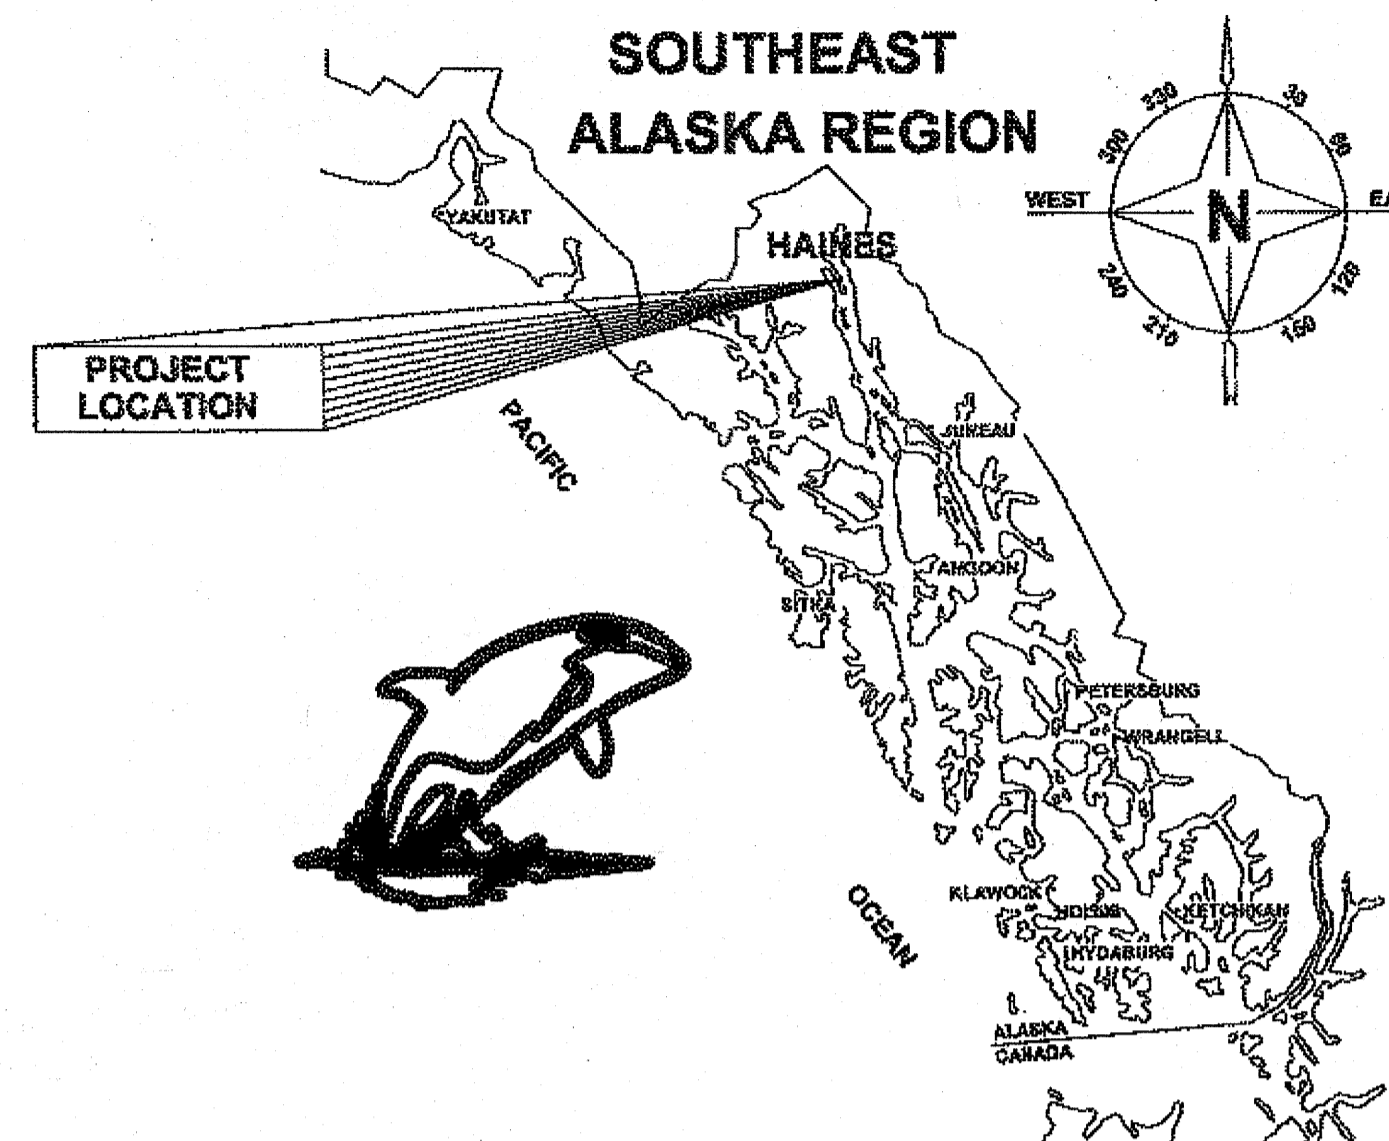 SOUTHEAST
ALASKA REGION
330
30
300
60
WEST
N
240
120
210
150
YAKUTAT
HAINES
PROJECT
LOCATION
PACIFIC
JUNEAU
ANGOON
SITKA
PETERSBURG
WRANGELL
KLAWOCK
KETCHIKAN
HYDABURG
OCEAN
ALASKA
CANADA